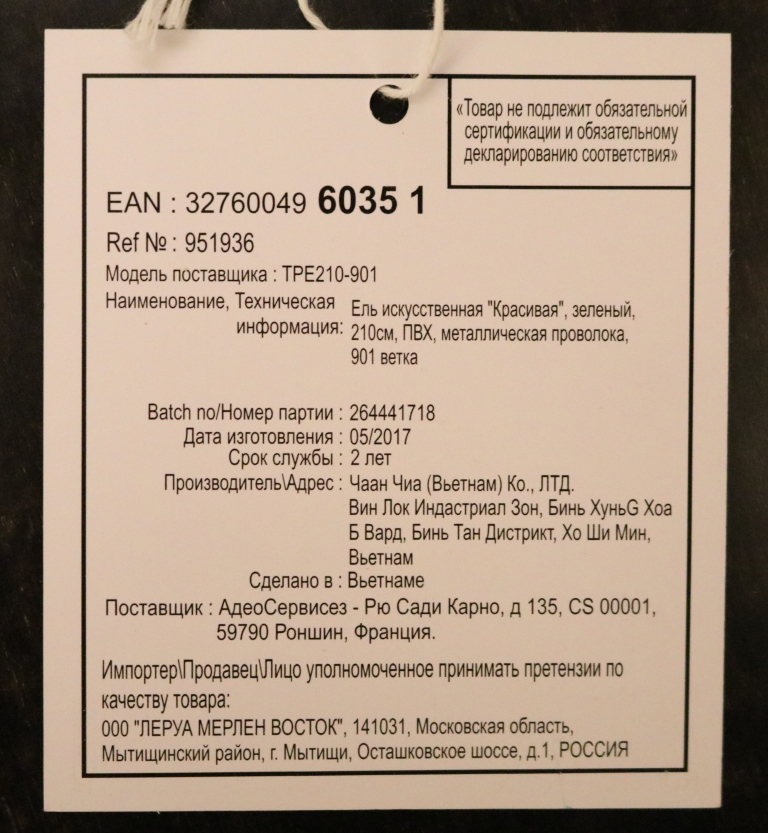 «Товар не подлежит обязательной
сертификации и обязательному
декларированию соответствия»
EAN : 32760049 6035 1
Ref № : 951936
Модель поставщика : TPE210-901
Наименование, Техническая информация: Ель искусственная "Красивая", зеленый,
210см, ПВХ, металлическая проволока,
901 ветка
Batch no/Номер партии : 264441718
Дата изготовления : 05/2017
Срок службы : 2 лет
Производитель\Адрес : Чаан Чиа (Вьетнам) Ко., ЛТД.
Вин Лок Индастриал Зон, Бинь ХуньG Хоа
Б Вард, Бинь Тан Дистрикт, Хо Ши Мин,
Вьетнам
Сделано в : Вьетнаме
Поставщик : АдеоСервисез - Рю Сади Карно, д 135, CS 00001,
59790 Роншин, Франция.
Импортер\Продавец\Лицо уполномоченное принимать претензии по
качеству товара:
ООО "ЛЕРУА МЕРЛЕН ВОСТОК", 141031, Московская область,
Мытищинский район, г. Мытищи, Осташковское шоссе, д.1, РОССИЯ